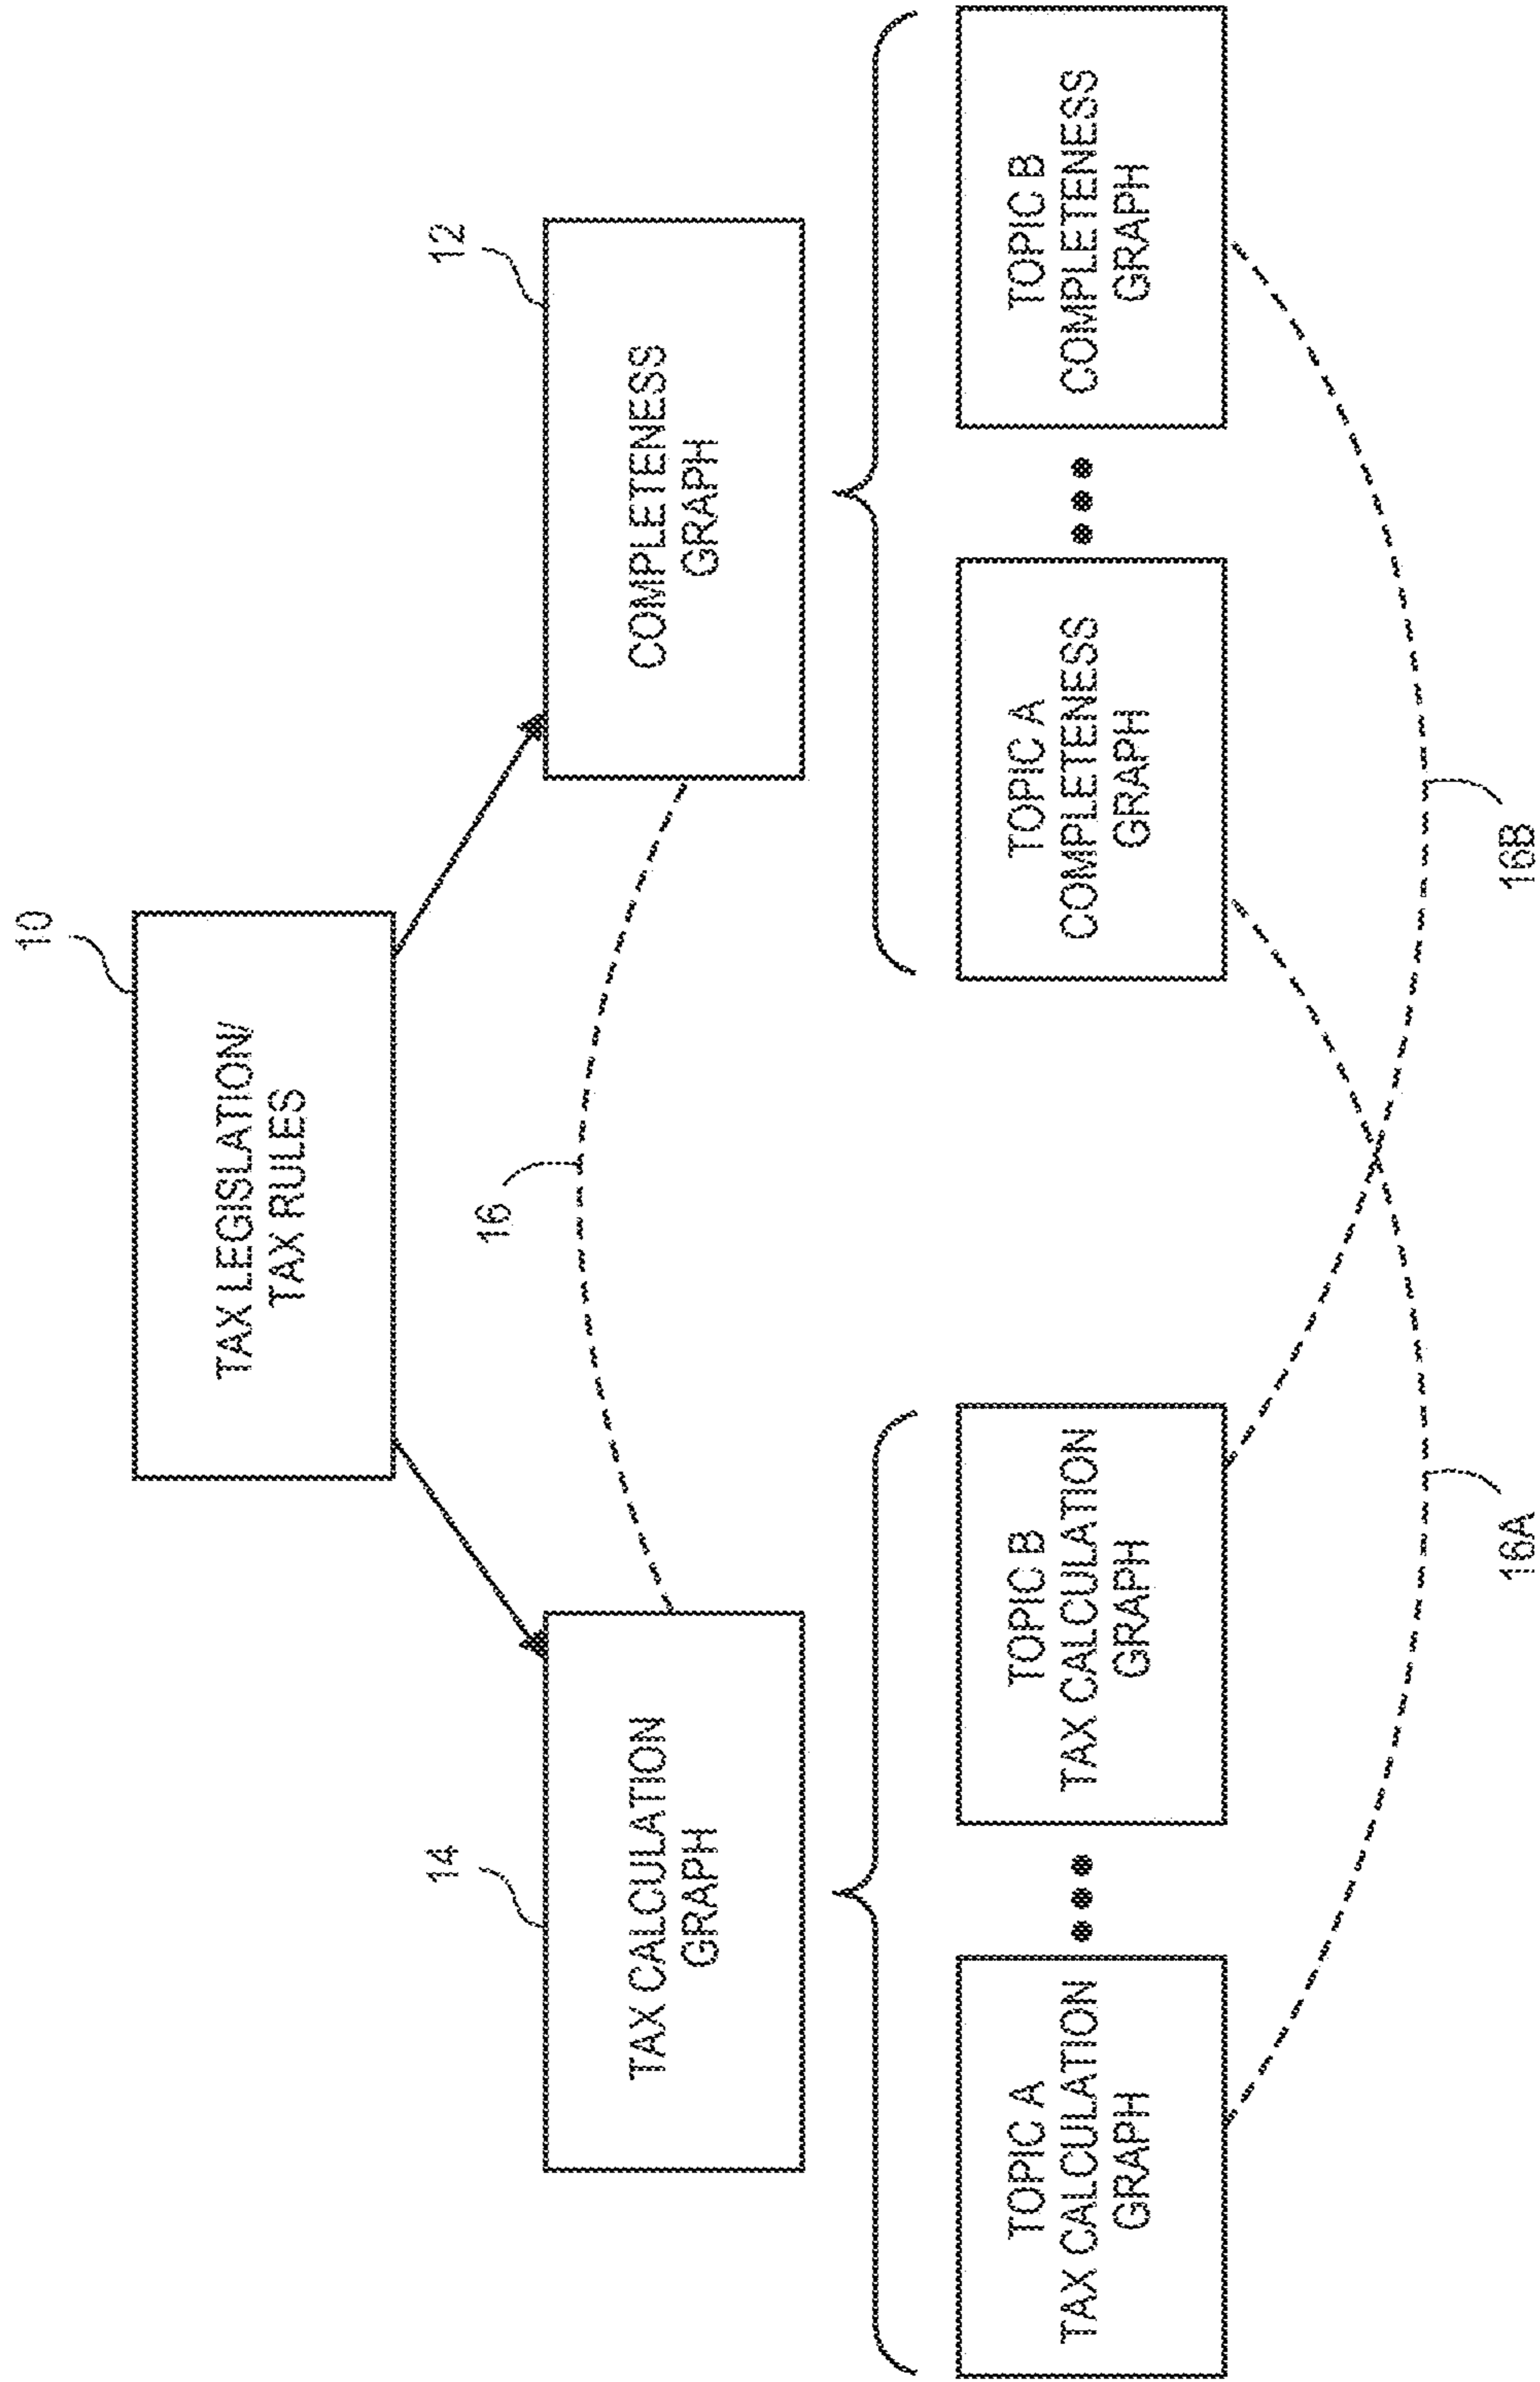 10
TAX LEGISLATION/
TAX RULES
14
TAX CALCULATION
GRAPH
16
12
COMPLETENESS
GRAPH
TOPIC A
TAX CALCULATION
GRAPH
TOPIC B
TAX CALCULATION
GRAPH
TOPIC A
COMPLETENESS
GRAPH
TOPIC B
COMPLETENESS
GRAPH
16A
16B